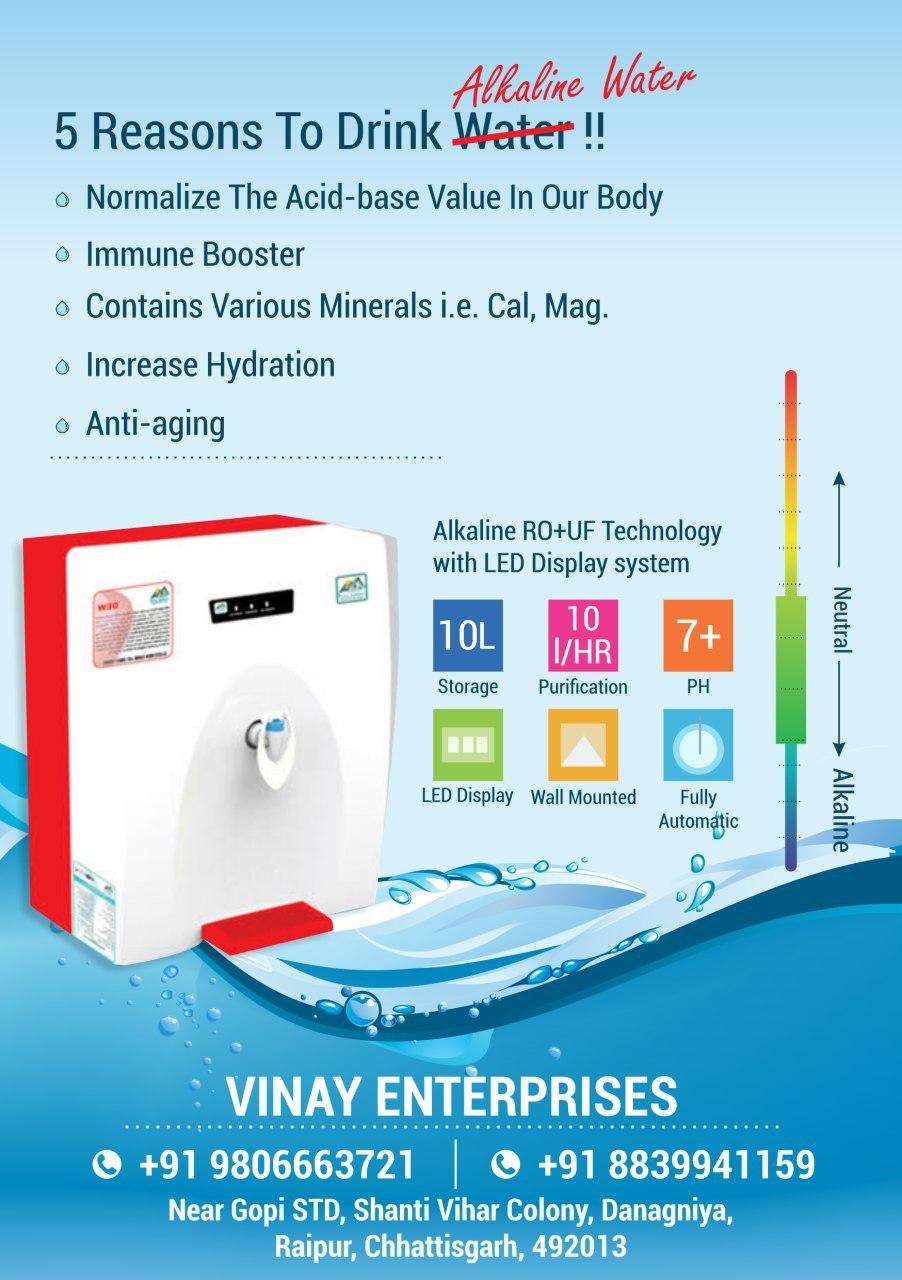 Alkaline Water
5 Reasons To Drink Water !!
Normalize The Acid-base Value In Our Body
Immune Booster
Contains Various Minerals i.e. Cal, Mag.
Increase Hydration
Anti-aging
Alkaline RO+UF Technology
with LED Display system
10L
Storage
10
l/HR
Purification
7+
PH
LED Display
Wall Mounted
Fully
Automatic
Neutral
Alkaline
VINAY ENTERPRISES
+91 9806663721
+91 8839941159
Near Gopi STD, Shanti Vihar Colony, Danagniya,
Raipur, Chhattisgarh, 492013